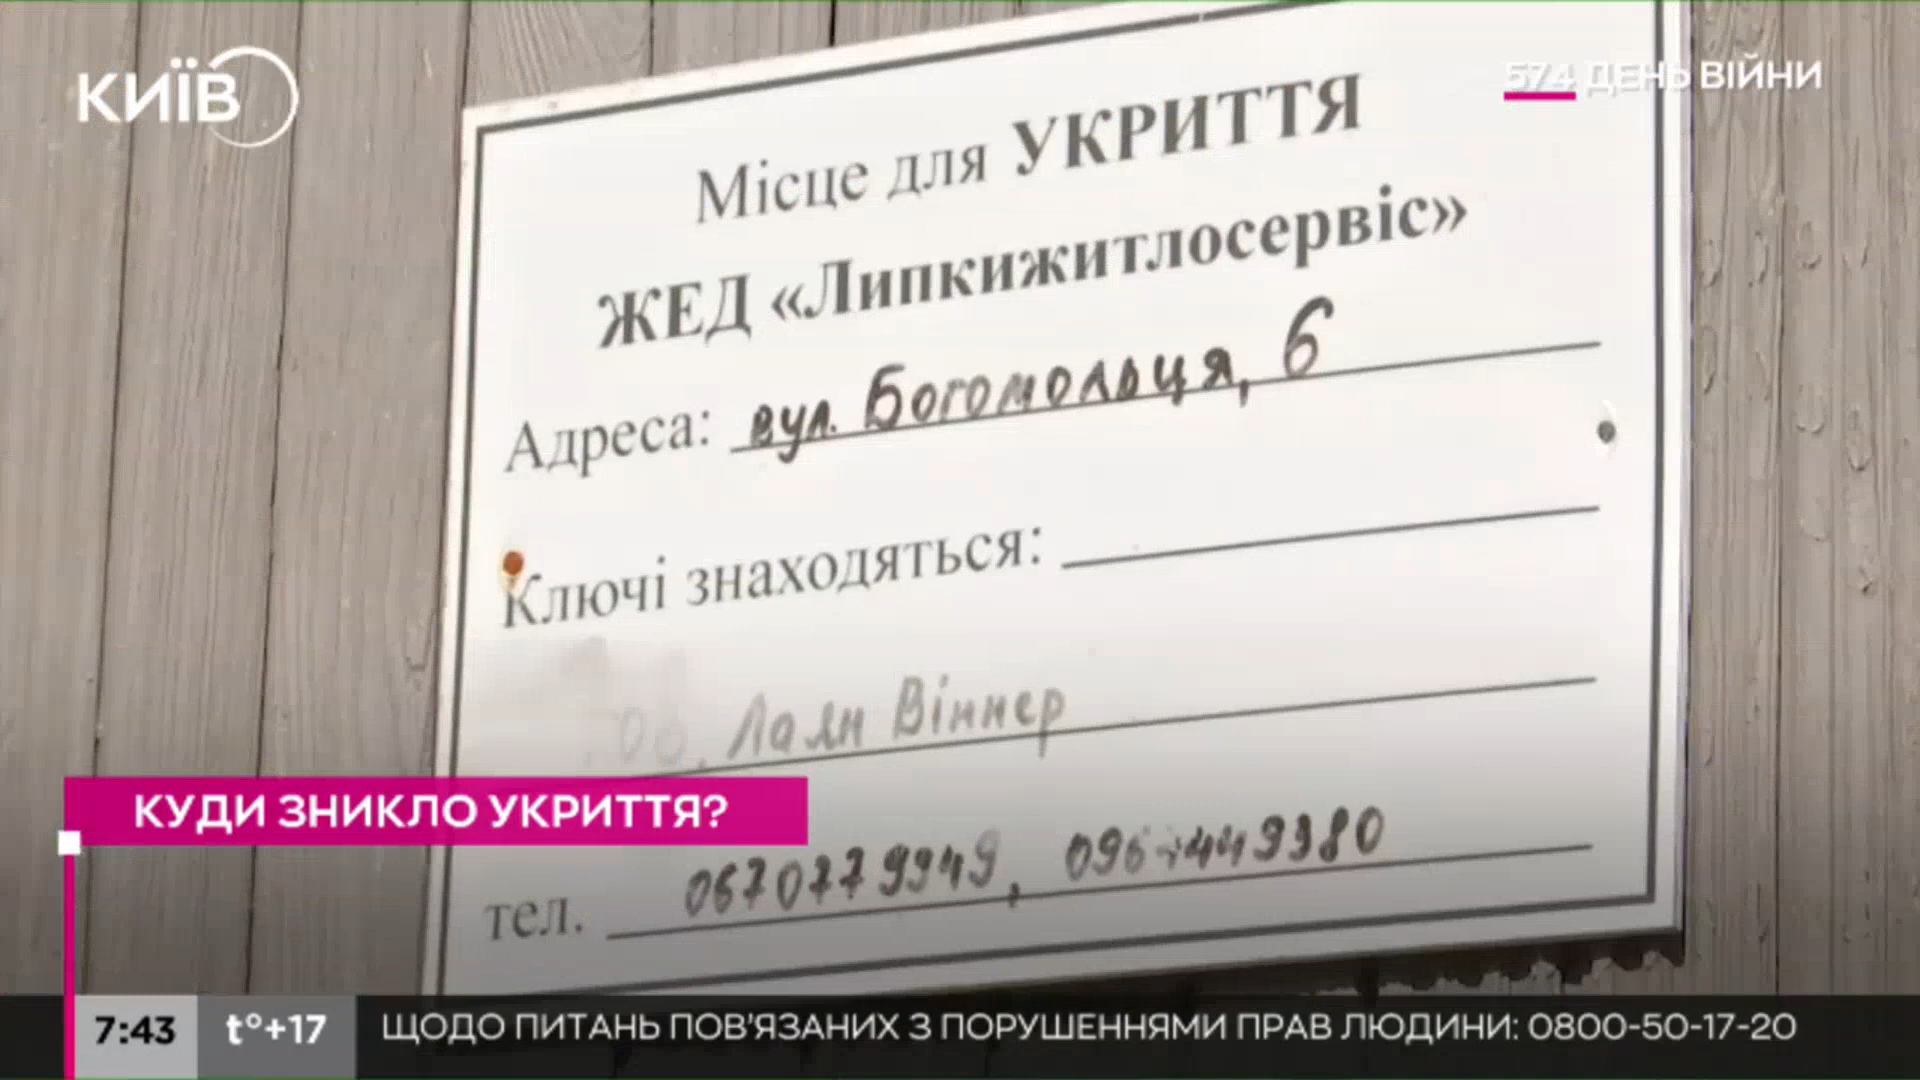 КИЇВ
574 ДЕНЬ ВІЙНИ
Місце для УКРИТТЯ
ЖЕД «Липкижитлосервіс»
Адреса: вул. Богомольця, 6
Ключі знаходяться:
Лаян Віннер
КУДИ ЗНИКЛО УКРИТТЯ?
тел. 0670779949,
7:43 t°+17 ЩОДО ПИТАНЬ ПОВ'ЯЗАНИХ З ПОРУШЕННЯМИ ПРАВ ЛЮДИНИ: 0800-50-17-20